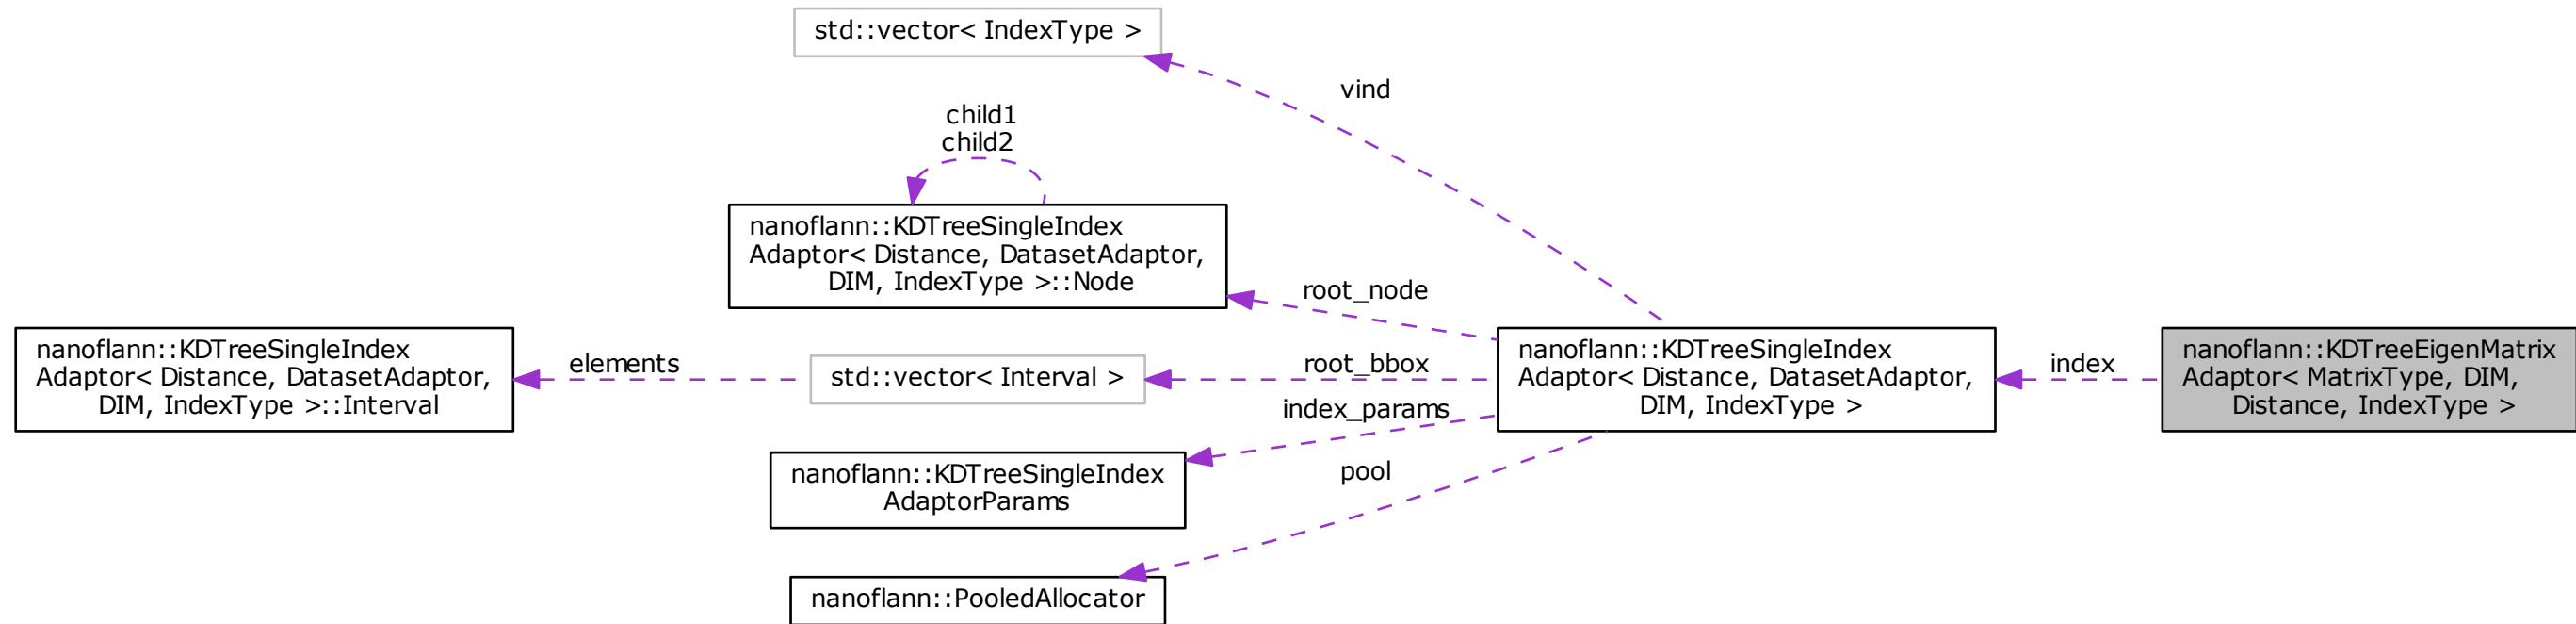 std::vector< IndexType >
vind
child1
child2
nanoflann::KDTreeSingleIndex
Adaptor< Distance, DatasetAdaptor,
DIM, IndexType >::Node
root_node
nanoflann::KDTreeSingleIndex
Adaptor< Distance, DatasetAdaptor,
DIM, IndexType >::Interval
elements
std::vector< Interval >
root_bbox
nanoflann::KDTreeSingleIndex
Adaptor< Distance, DatasetAdaptor,
DIM, IndexType >
index
nanoflann::KDTreeEigenMatrix
Adaptor< MatrixType, DIM,
Distance, IndexType >
index_params
nanoflann::KDTreeSingleIndex
AdaptorParams
pool
nanoflann::PooledAllocator